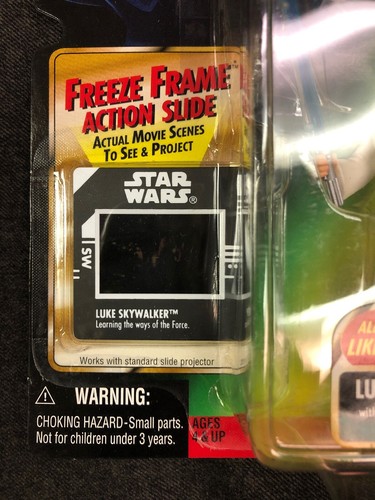 FREEZE FRAME™
ACTION SLIDE
ACTUAL MOVIE SCENES
TO SEE & PROJECT
STAR
WARS®
SW
LUKE SKYWALKER™
Learning the ways of the Force.
Works with standard slide projector
⚠ WARNING:
CHOKING HAZARD-Small parts.
Not for children under 3 years.
AGES
4 & UP